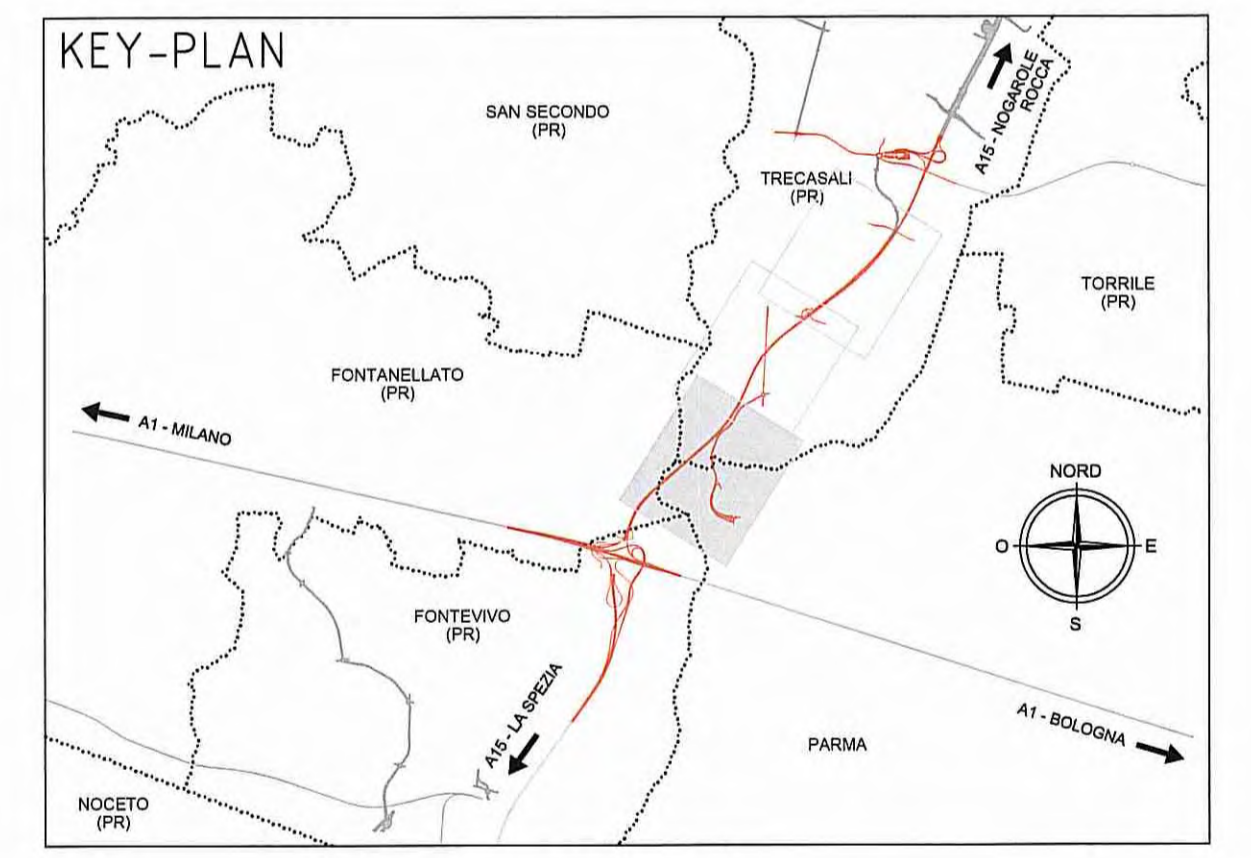 KEY-PLAN
SAN SECONDO
(PR)
A15 - NOGAROLE
ROCCA
TRECASALI
(PR)
TORRILE
(PR)
FONTANELLATO
(PR)
A1 - MILANO
NORD
O
E
S
FONTEVIVO
(PR)
A15 - LA SPEZIA
A1 - BOLOGNA
PARMA
NOCETO
(PR)